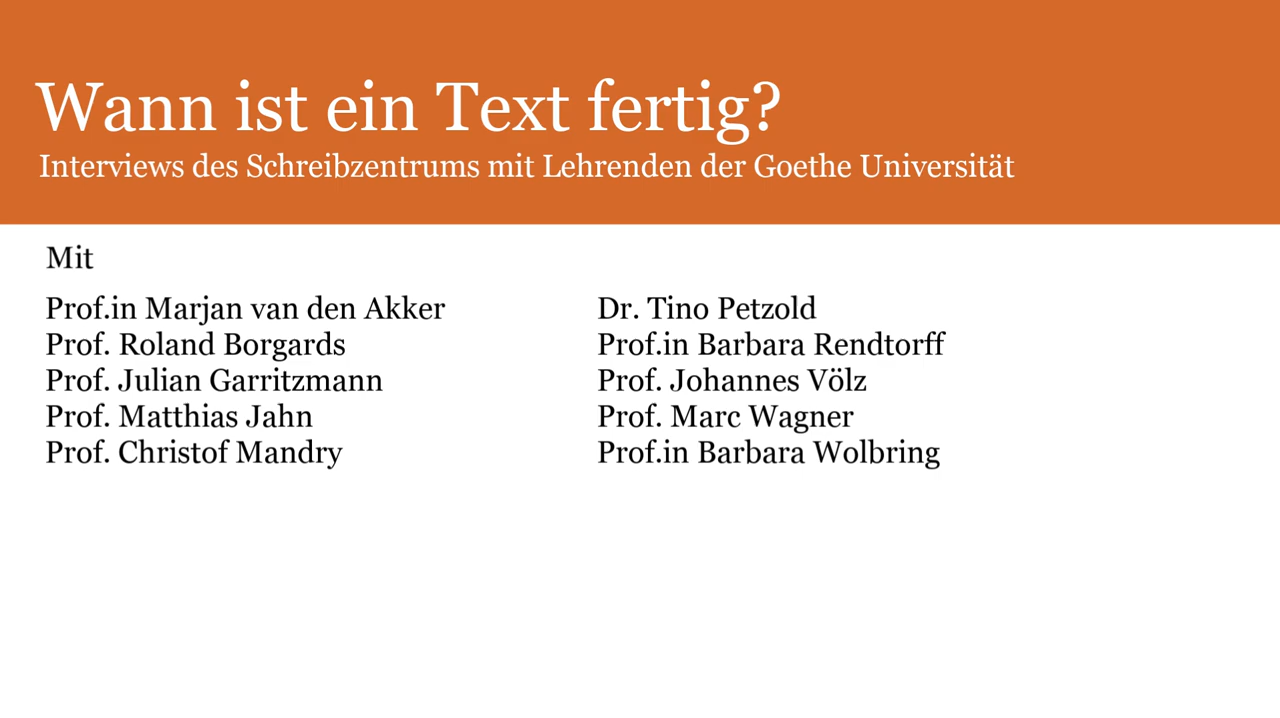 Wann ist ein Text fertig?
Interviews des Schreibzentrums mit Lehrenden der Goethe Universität
Mit
Prof.in Marjan van den Akker
Prof. Roland Borgards
Prof. Julian Garritzmann
Prof. Matthias Jahn
Prof. Christof Mandry
Dr. Tino Petzold
Prof.in Barbara Rendtorff
Prof. Johannes Völz
Prof. Marc Wagner
Prof.in Barbara Wolbring